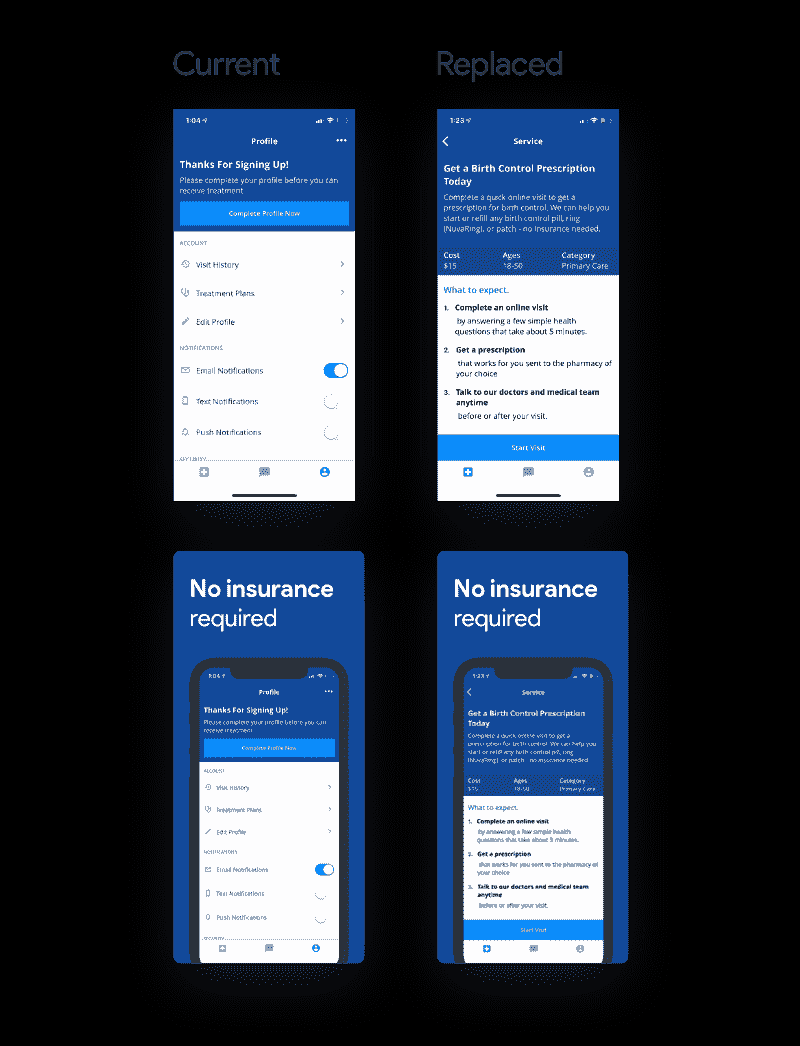 Current
1:04
Profile
Thanks For Signing Up!
Please complete your profile before you can
receive treatment
Complete Profile Now
ACCOUNT
Visit History
Treatment Plans
Edit Profile
NOTIFICATIONS
Email Notifications
Text Notifications
Push Notifications
SECURITY
Replaced
1:23
Service
Get a Birth Control Prescription
Today
Complete a quick online visit to get a
prescription for birth control. We can help you
start or refill any birth control pill, ring
(NuvaRing), or patch - no insurance needed.
Cost
Ages
Category
$15
18-50
Primary Care
What to expect.
1. Complete an online visit
by answering a few simple health
questions that take about 5 minutes.
2. Get a prescription
that works for you sent to the pharmacy of
your choice
3. Talk to our doctors and medical team
anytime
before or after your visit.
Start Visit
No insurance
required
1:04
Profile
Thanks For Signing Up!
Please complete your profile before you can
receive treatment
Complete Profile Now
ACCOUNT
Visit History
Treatment Plans
Edit Profile
NOTIFICATIONS
Email Notifications
Text Notifications
Push Notifications
SECURITY
No insurance
required
1:23
Service
Get a Birth Control Prescription
Today
Complete a quick online visit to get a
prescription for birth control. We can help you
start or refill any birth control pill, ring
(NuvaRing), or patch - no insurance needed.
Cost
Ages
Category
$15
18-50
Primary Care
What to expect.
1. Complete an online visit
by answering a few simple health
questions that take about 5 minutes.
2. Get a prescription
that works for you sent to the pharmacy of
your choice
3. Talk to our doctors and medical team
anytime
before or after your visit.
Start Visit